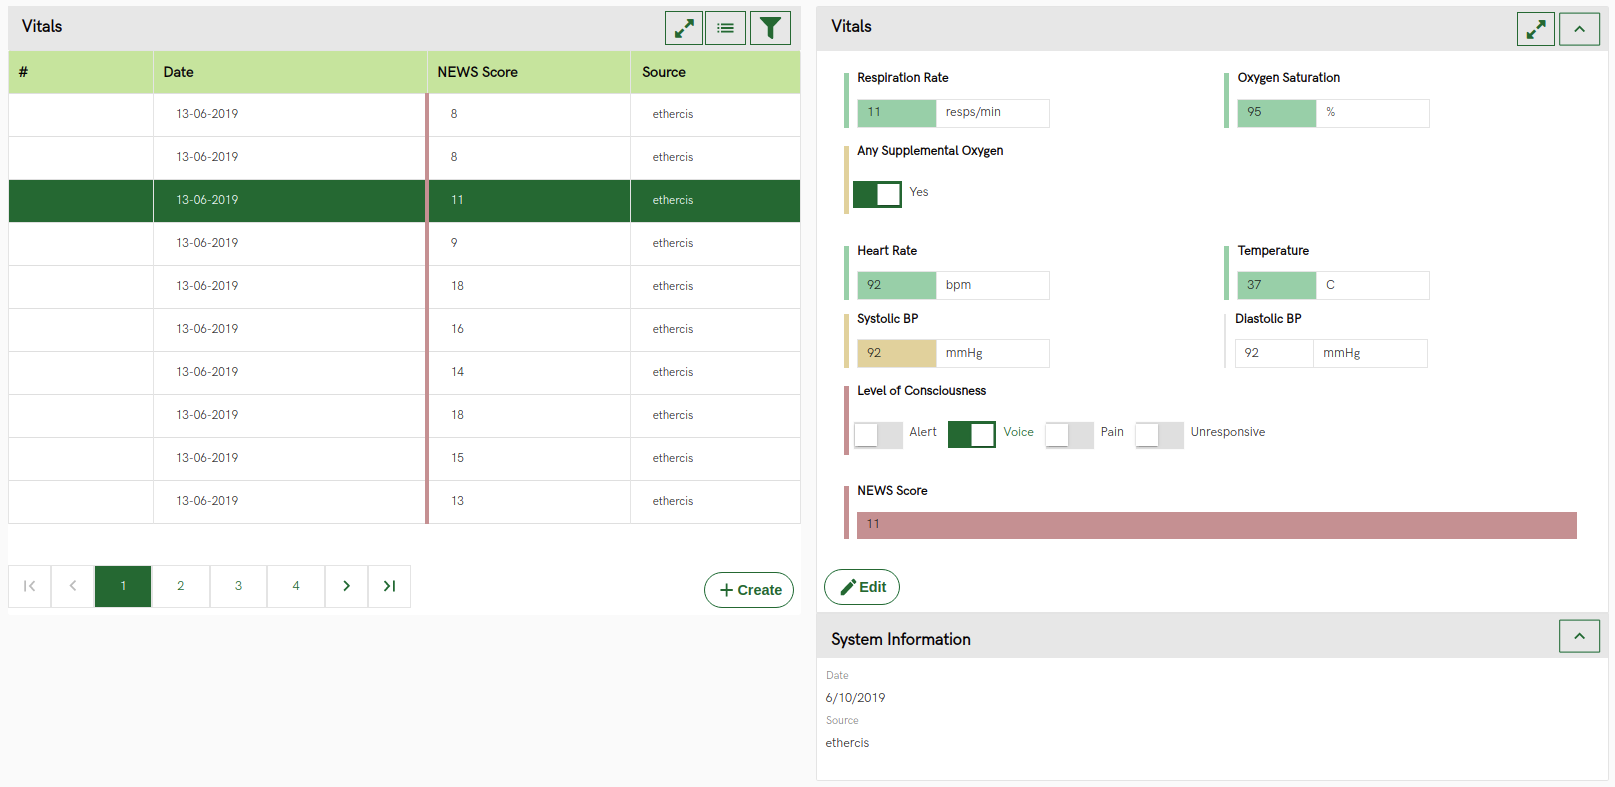 Vitals
# Date NEWS Score Source
13-06-2019 8 ethercis
13-06-2019 8 ethercis
13-06-2019 11 ethercis
13-06-2019 9 ethercis
13-06-2019 18 ethercis
13-06-2019 16 ethercis
13-06-2019 14 ethercis
13-06-2019 18 ethercis
13-06-2019 15 ethercis
13-06-2019 13 ethercis
1 2 3 4
Create
Vitals
Respiration Rate Oxygen Saturation
11 resps/min 95 %
Any Supplemental Oxygen
Yes
Heart Rate Temperature
92 bpm 37 C
Systolic BP Diastolic BP
92 mmHg 92 mmHg
Level of Consciousness
Alert Voice Pain Unresponsive
NEWS Score
11
Edit
System Information
Date
6/10/2019
Source
ethercis